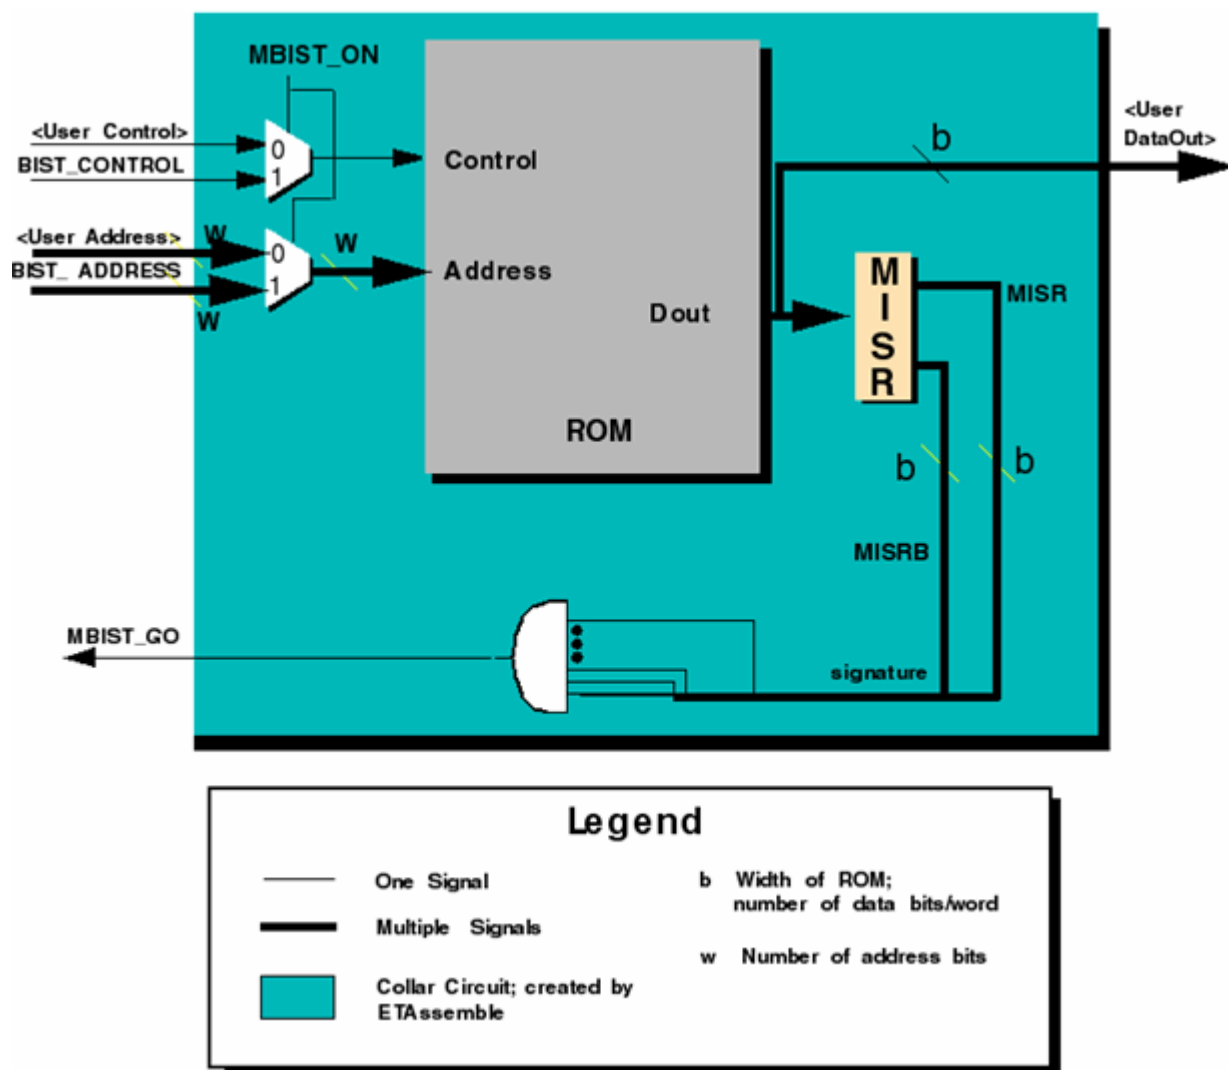 MBIST_ON
<User Control>
0
BIST_CONTROL
1
Control
b
<User
DataOut>
<User Address>
W
0
W
BIST_ ADDRESS
1
W
Address
Dout
M
I
S
R
MISR
ROM
b
b
MISRB
MBIST_GO
signature
Legend
One Signal
b Width of ROM;
number of data bits/word
Multiple Signals
w Number of address bits
Collar Circuit; created by
ETAssemble